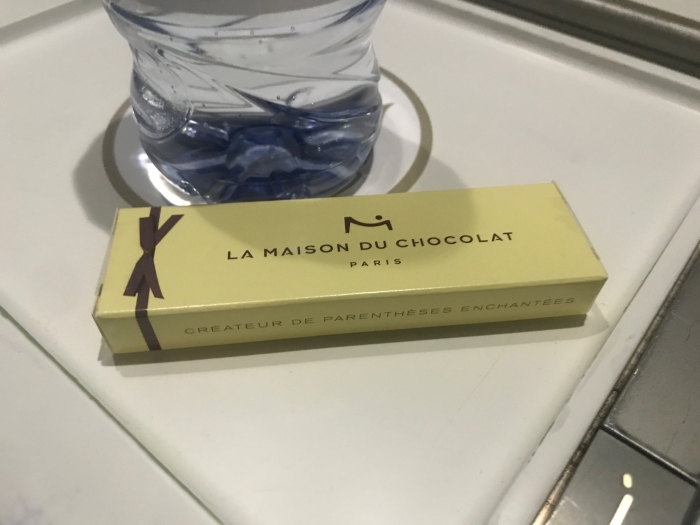 LA MAISON DU CHOCOLAT
PARIS
CRÉATEUR DE PARENTHÈSES ENCHANTÉES